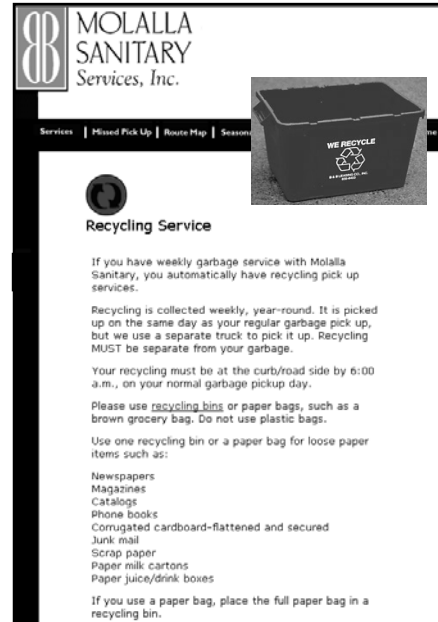 MOLALLA
SANITARY
Services, Inc.
WE RECYCLE
Services | Missed Pick Up | Route Map | Season
me
Recycling Service
If you have weekly garbage service with Molalla
Sanitary, you automatically have recycling pick up
services.
Recycling is collected weekly, year-round. It is picked
up on the same day as your regular garbage pick up,
but we use a separate truck to pick it up. Recycling
MUST be separate from your garbage.
Your recycling must be at the curb/road side by 6:00
a.m., on your normal garbage pickup day.
Please use recycling bins or paper bags, such as a
brown grocery bag. Do not use plastic bags.
Use one recycling bin or a paper bag for loose paper
items such as:
Newspapers
Magazines
Catalogs
Phone books
Corrugated cardboard-flattened and secured
Junk mail
Scrap paper
Paper milk cartons
Paper juice/drink boxes
If you use a paper bag, place the full paper bag in a
recycling bin.